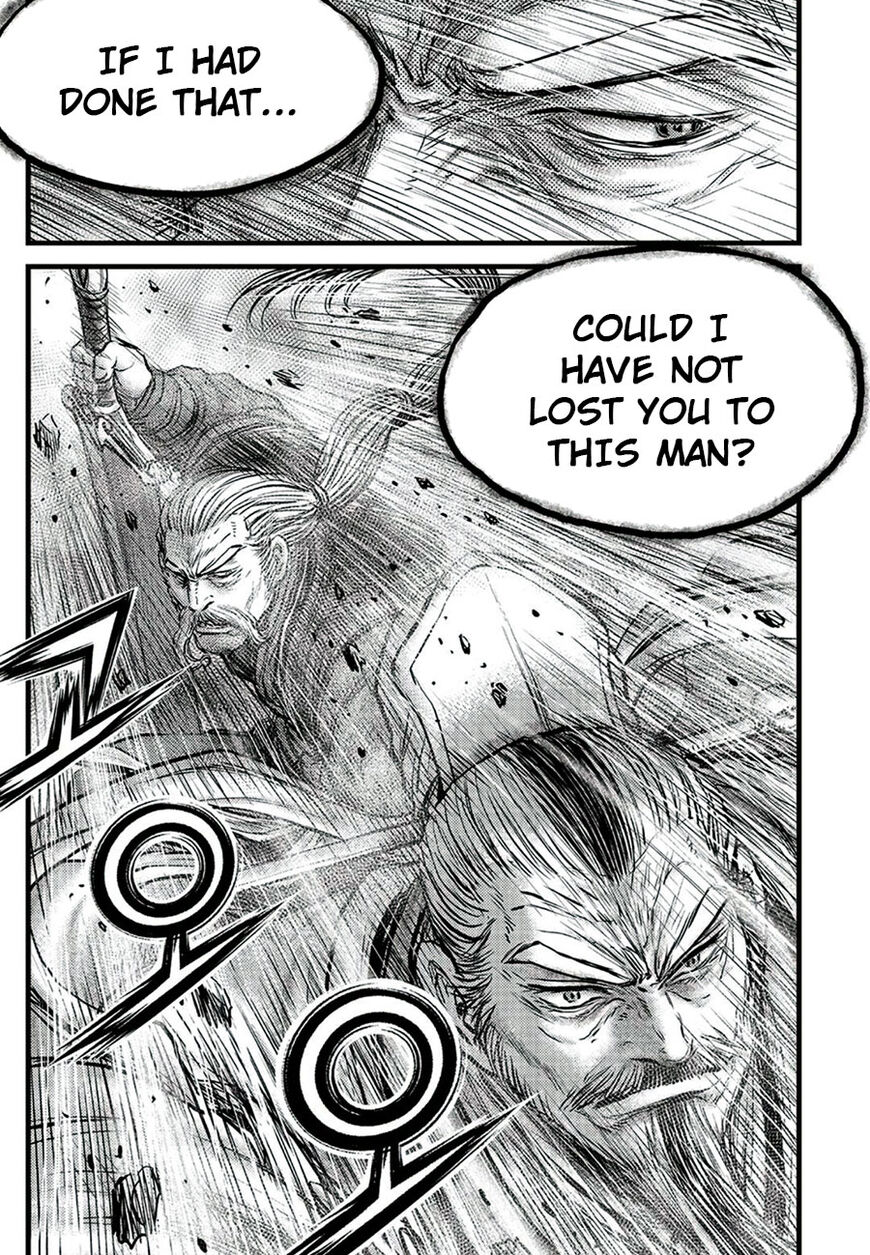 IF I HAD
DONE THAT...
COULD I
HAVE NOT
LOST YOU TO
THIS MAN?